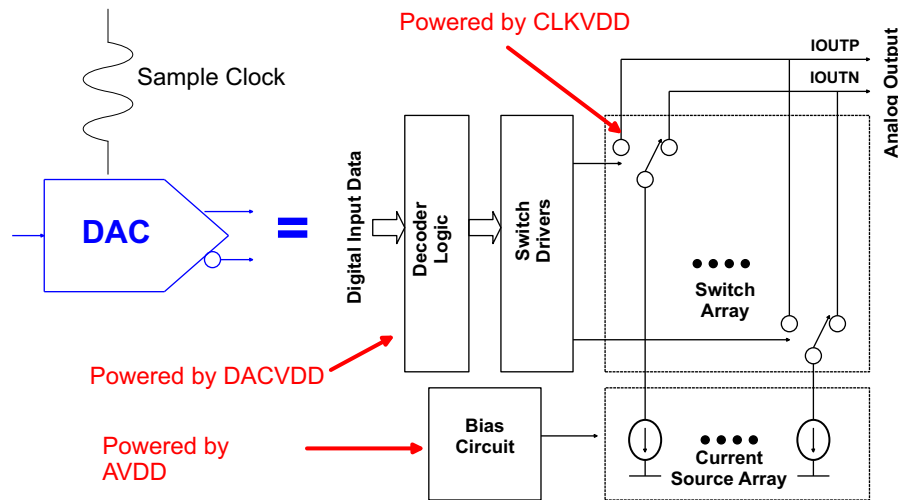 Powered by CLKVDD
IOUTP
IOUTN
Analog Output
Sample Clock
DAC
=
Digital Input Data
Decoder
Logic
Switch
Drivers
Switch
Array
Powered by DACVDD
Powered by
AVDD
Bias
Circuit
Current
Source Array